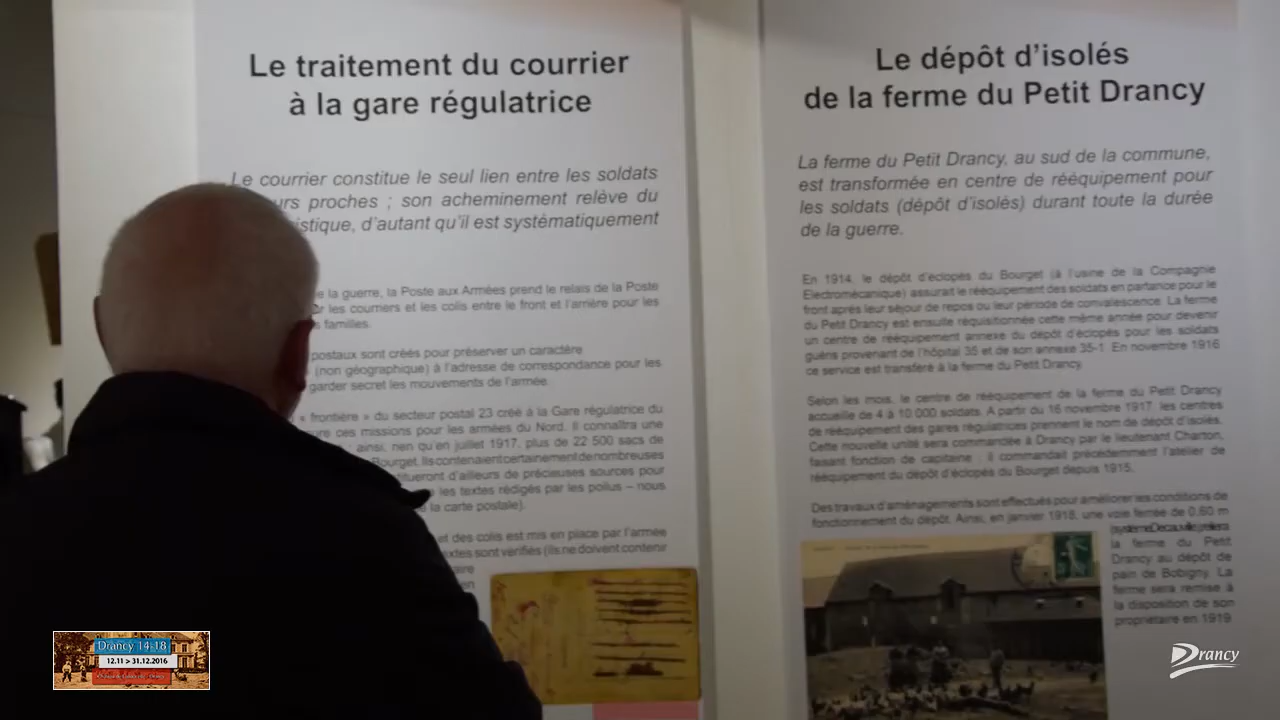 Le traitement du courrier
à la gare régulatrice
Le courrier constitue le seul lien entre les soldats
urs proches ; son acheminement relève du
istique, d'autant qu'il est systématiquement
e la guerre, la Poste aux Armées prend le relais de la Poste
r les courriers et les colis entre le front et l'arrière pour les
s familles.
postaux sont créés pour préserver un caractère
(non géographique) à l'adresse de correspondance pour les
garder secret les mouvements de l'armée.
« frontière » du secteur postal 23 créé à la Gare régulatrice du
re ces missions pour les armées du Nord. Il connaîtra une
: ainsi, rien qu'en juillet 1917, plus de 22 500 sacs de
Bourget. Ils contenaient certainement de nombreuses
tueront d'ailleurs de précieuses sources pour
e les textes rédigés par les poilus – nous
la carte postale).
et des colis est mis en place par l'armée
extes sont vérifiés (ils ne doivent contenir
aire
en
Le dépôt d'isolés
de la ferme du Petit Drancy
La ferme du Petit Drancy, au sud de la commune,
est transformée en centre de rééquipement pour
les soldats (dépôt d'isolés) durant toute la durée
de la guerre.
En 1914, le dépôt d'éclopés du Bourget (à l'usine de la Compagnie
Electromécanique) assurait le rééquipement des soldats en partance pour le
front après leur séjour de repos ou leur période de convalescence. La ferme
du Petit Drancy est ensuite réquisitionnée cette même année pour devenir
un centre de rééquipement annexe du dépôt d'éclopés pour les soldats
guéris provenant de l'hôpital 35 et de son annexe 35-1. En novembre 1916
ce service est transféré à la ferme du Petit Drancy.
Selon les mois, le centre de rééquipement de la ferme du Petit Drancy
accueille de 4 à 10 000 soldats. A partir du 16 novembre 1917, les centres
de rééquipement des gares régulatrices prennent le nom de dépôt d'isolés.
Cette nouvelle unité sera commandée à Drancy par le lieutenant Charton,
faisant fonction de capitaine : il commandait précédemment l'atelier de
rééquipement du dépôt d'éclopés du Bourget depuis 1915.
Des travaux d'aménagements sont effectués pour améliorer les conditions de
fonctionnement du dépôt. Ainsi, en janvier 1918, une voie ferrée de 0,60 m
(système Decauville) reliera
la ferme du Petit
Drancy au dépôt de
pain de Bobigny. La
ferme sera remise à
la disposition de son
propriétaire en 1919
Drancy 14-18
12.11 > 31.12.2016
Drancy